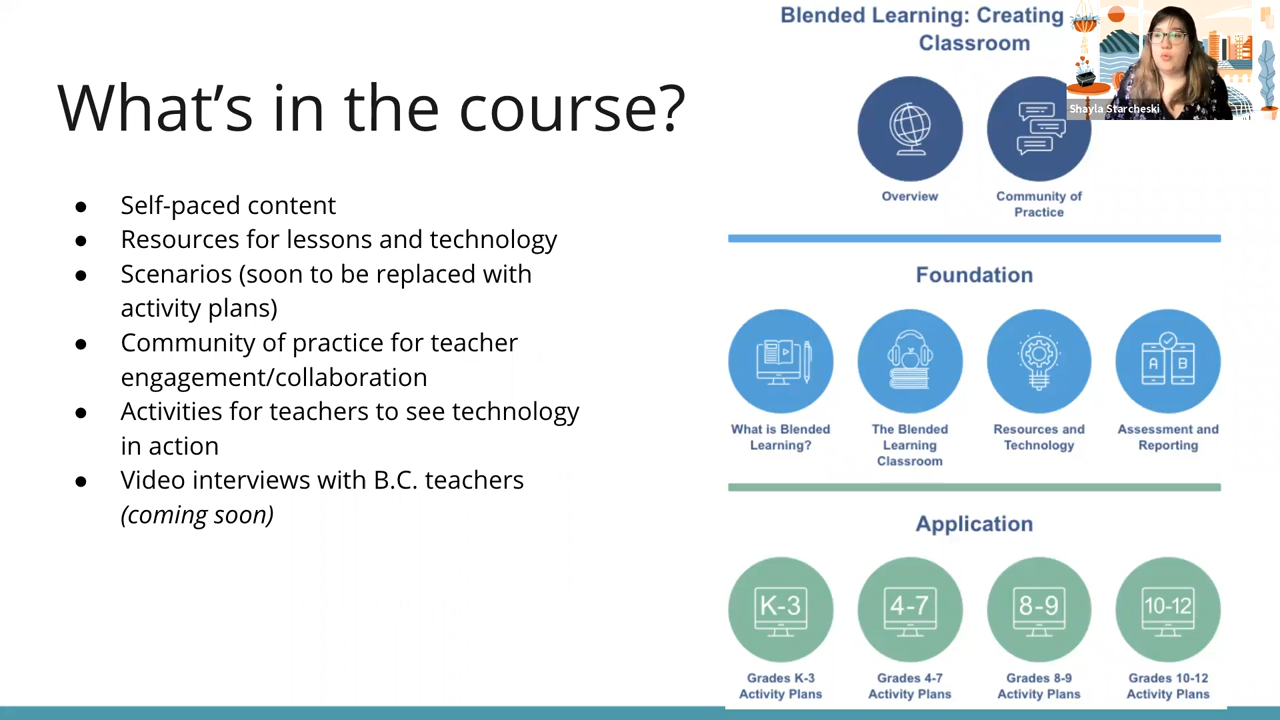 What's in the course?
● Self-paced content
● Resources for lessons and technology
● Scenarios (soon to be replaced with
activity plans)
● Community of practice for teacher
engagement/collaboration
● Activities for teachers to see technology
in action
● Video interviews with B.C. teachers
(coming soon)
Blended Learning: Creating
Classroom
Shayla Starcheski
Overview
Community of
Practice
Foundation
A B
What is Blended
Learning?
The Blended
Learning
Classroom
Resources and
Technology
Assessment and
Reporting
Application
K-3
4-7
8-9
10-12
Grades K-3
Activity Plans
Grades 4-7
Activity Plans
Grades 8-9
Activity Plans
Grades 10-12
Activity Plans